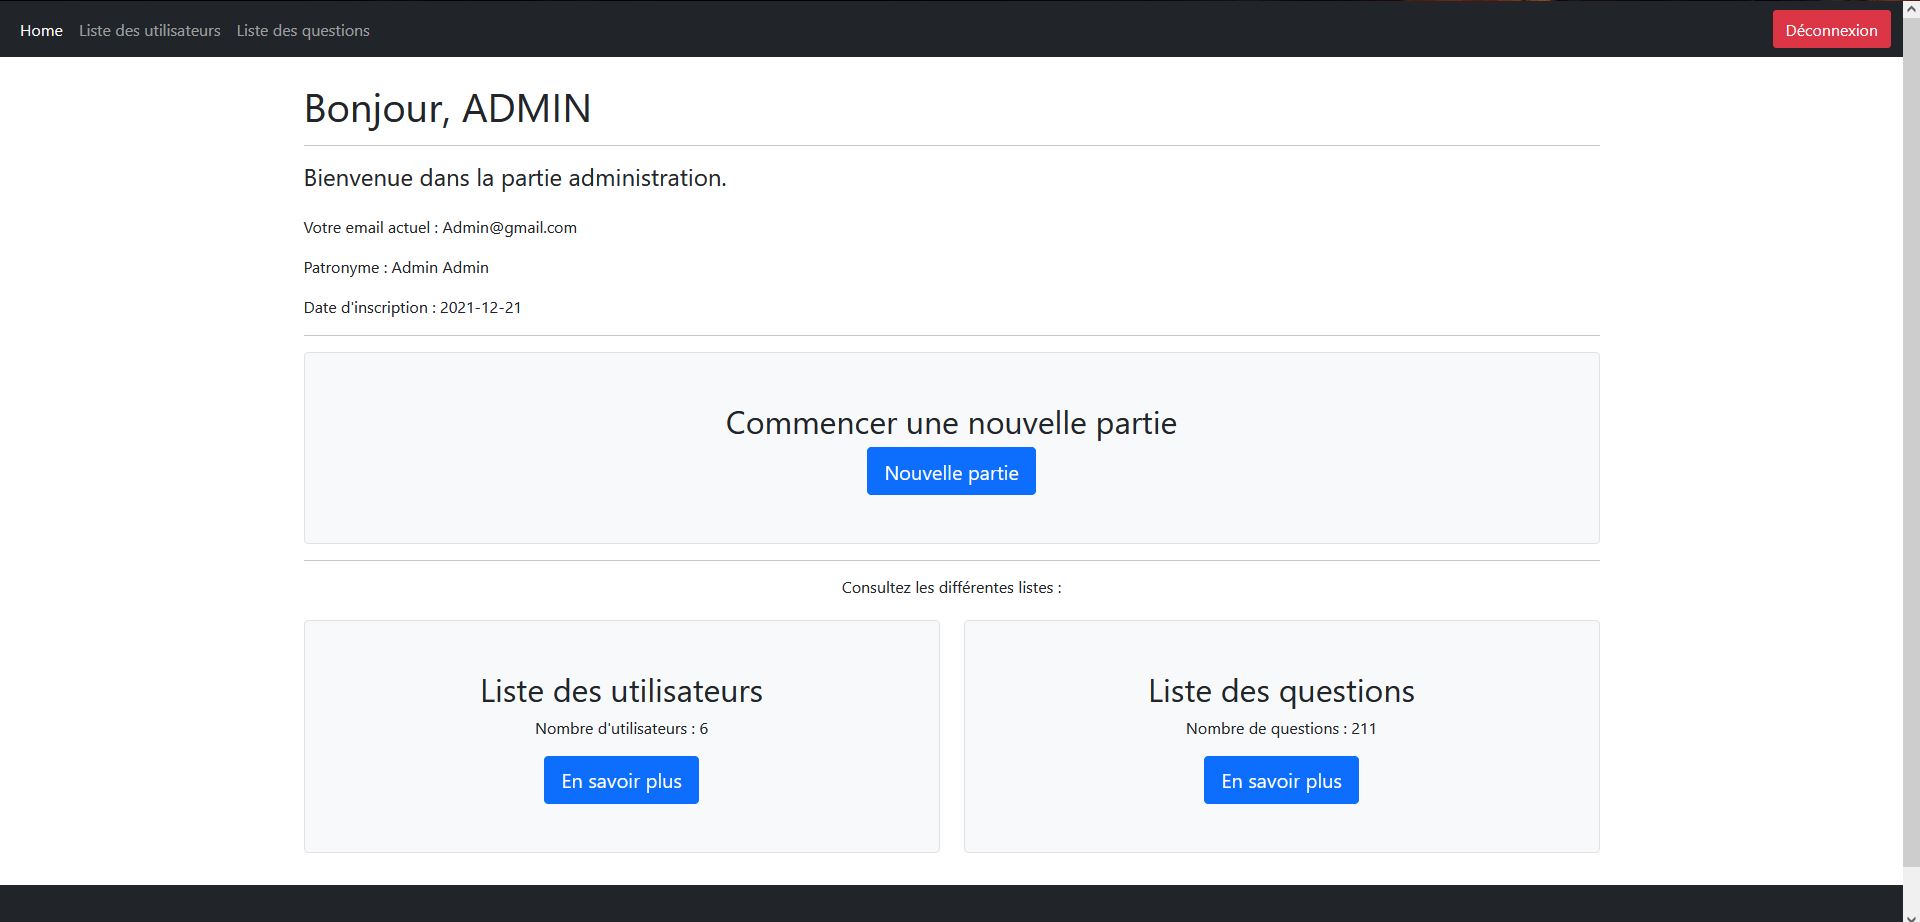 Home Liste des utilisateurs Liste des questions Déconnexion
Bonjour, ADMIN
Bienvenue dans la partie administration.
Votre email actuel : Admin@gmail.com
Patronyme : Admin Admin
Date d'inscription : 2021-12-21
Commencer une nouvelle partie
Nouvelle partie
Consultez les différentes listes :
Liste des utilisateurs
Nombre d'utilisateurs : 6
En savoir plus
Liste des questions
Nombre de questions : 211
En savoir plus